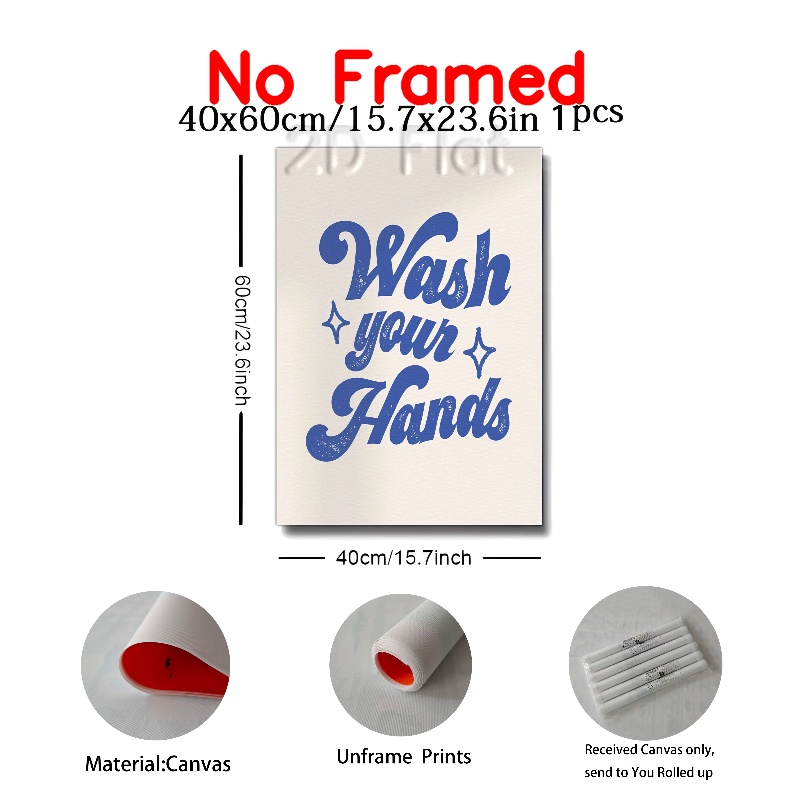 No Framed
40x60cm/15.7x23.6in 1pcs
2D Flat
60cm/23.6inch
Wash
your
Hands
40cm/15.7inch
Material:Canvas
Unframe Prints
Received Canvas only,
send to You Rolled up